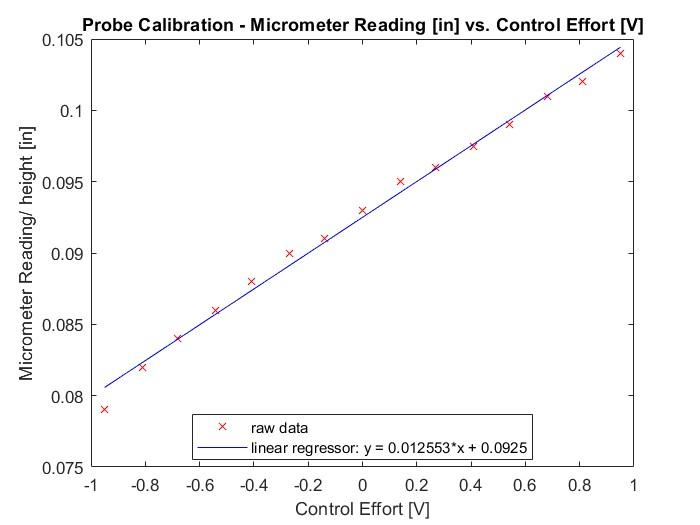 Probe Calibration - Micrometer Reading [in] vs. Control Effort [V]
0.105
0.1
0.095
0.09
0.085
0.08
0.075
Micrometer Reading/ height [in]
raw data
linear regressor: y = 0.012553*x + 0.0925
-1 -0.8 -0.6 -0.4 -0.2 0 0.2 0.4 0.6 0.8 1
Control Effort [V]